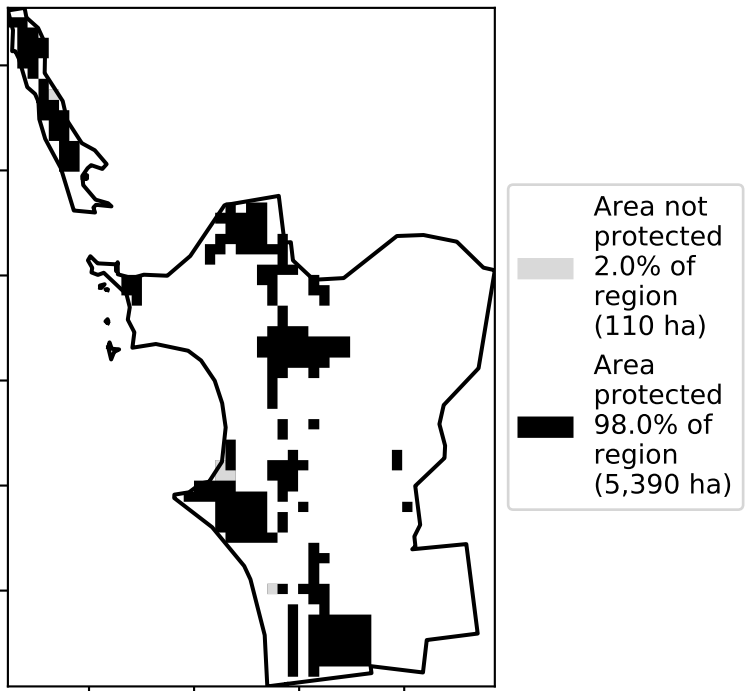 Area not
protected
2.0% of
region
(110 ha)
Area
protected
98.0% of
region
(5,390 ha)